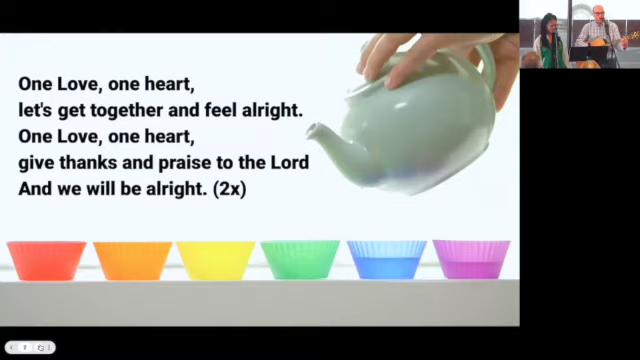 One Love, one heart,
let's get together and feel alright.
One Love, one heart,
give thanks and praise to the Lord
And we will be alright. (2x)